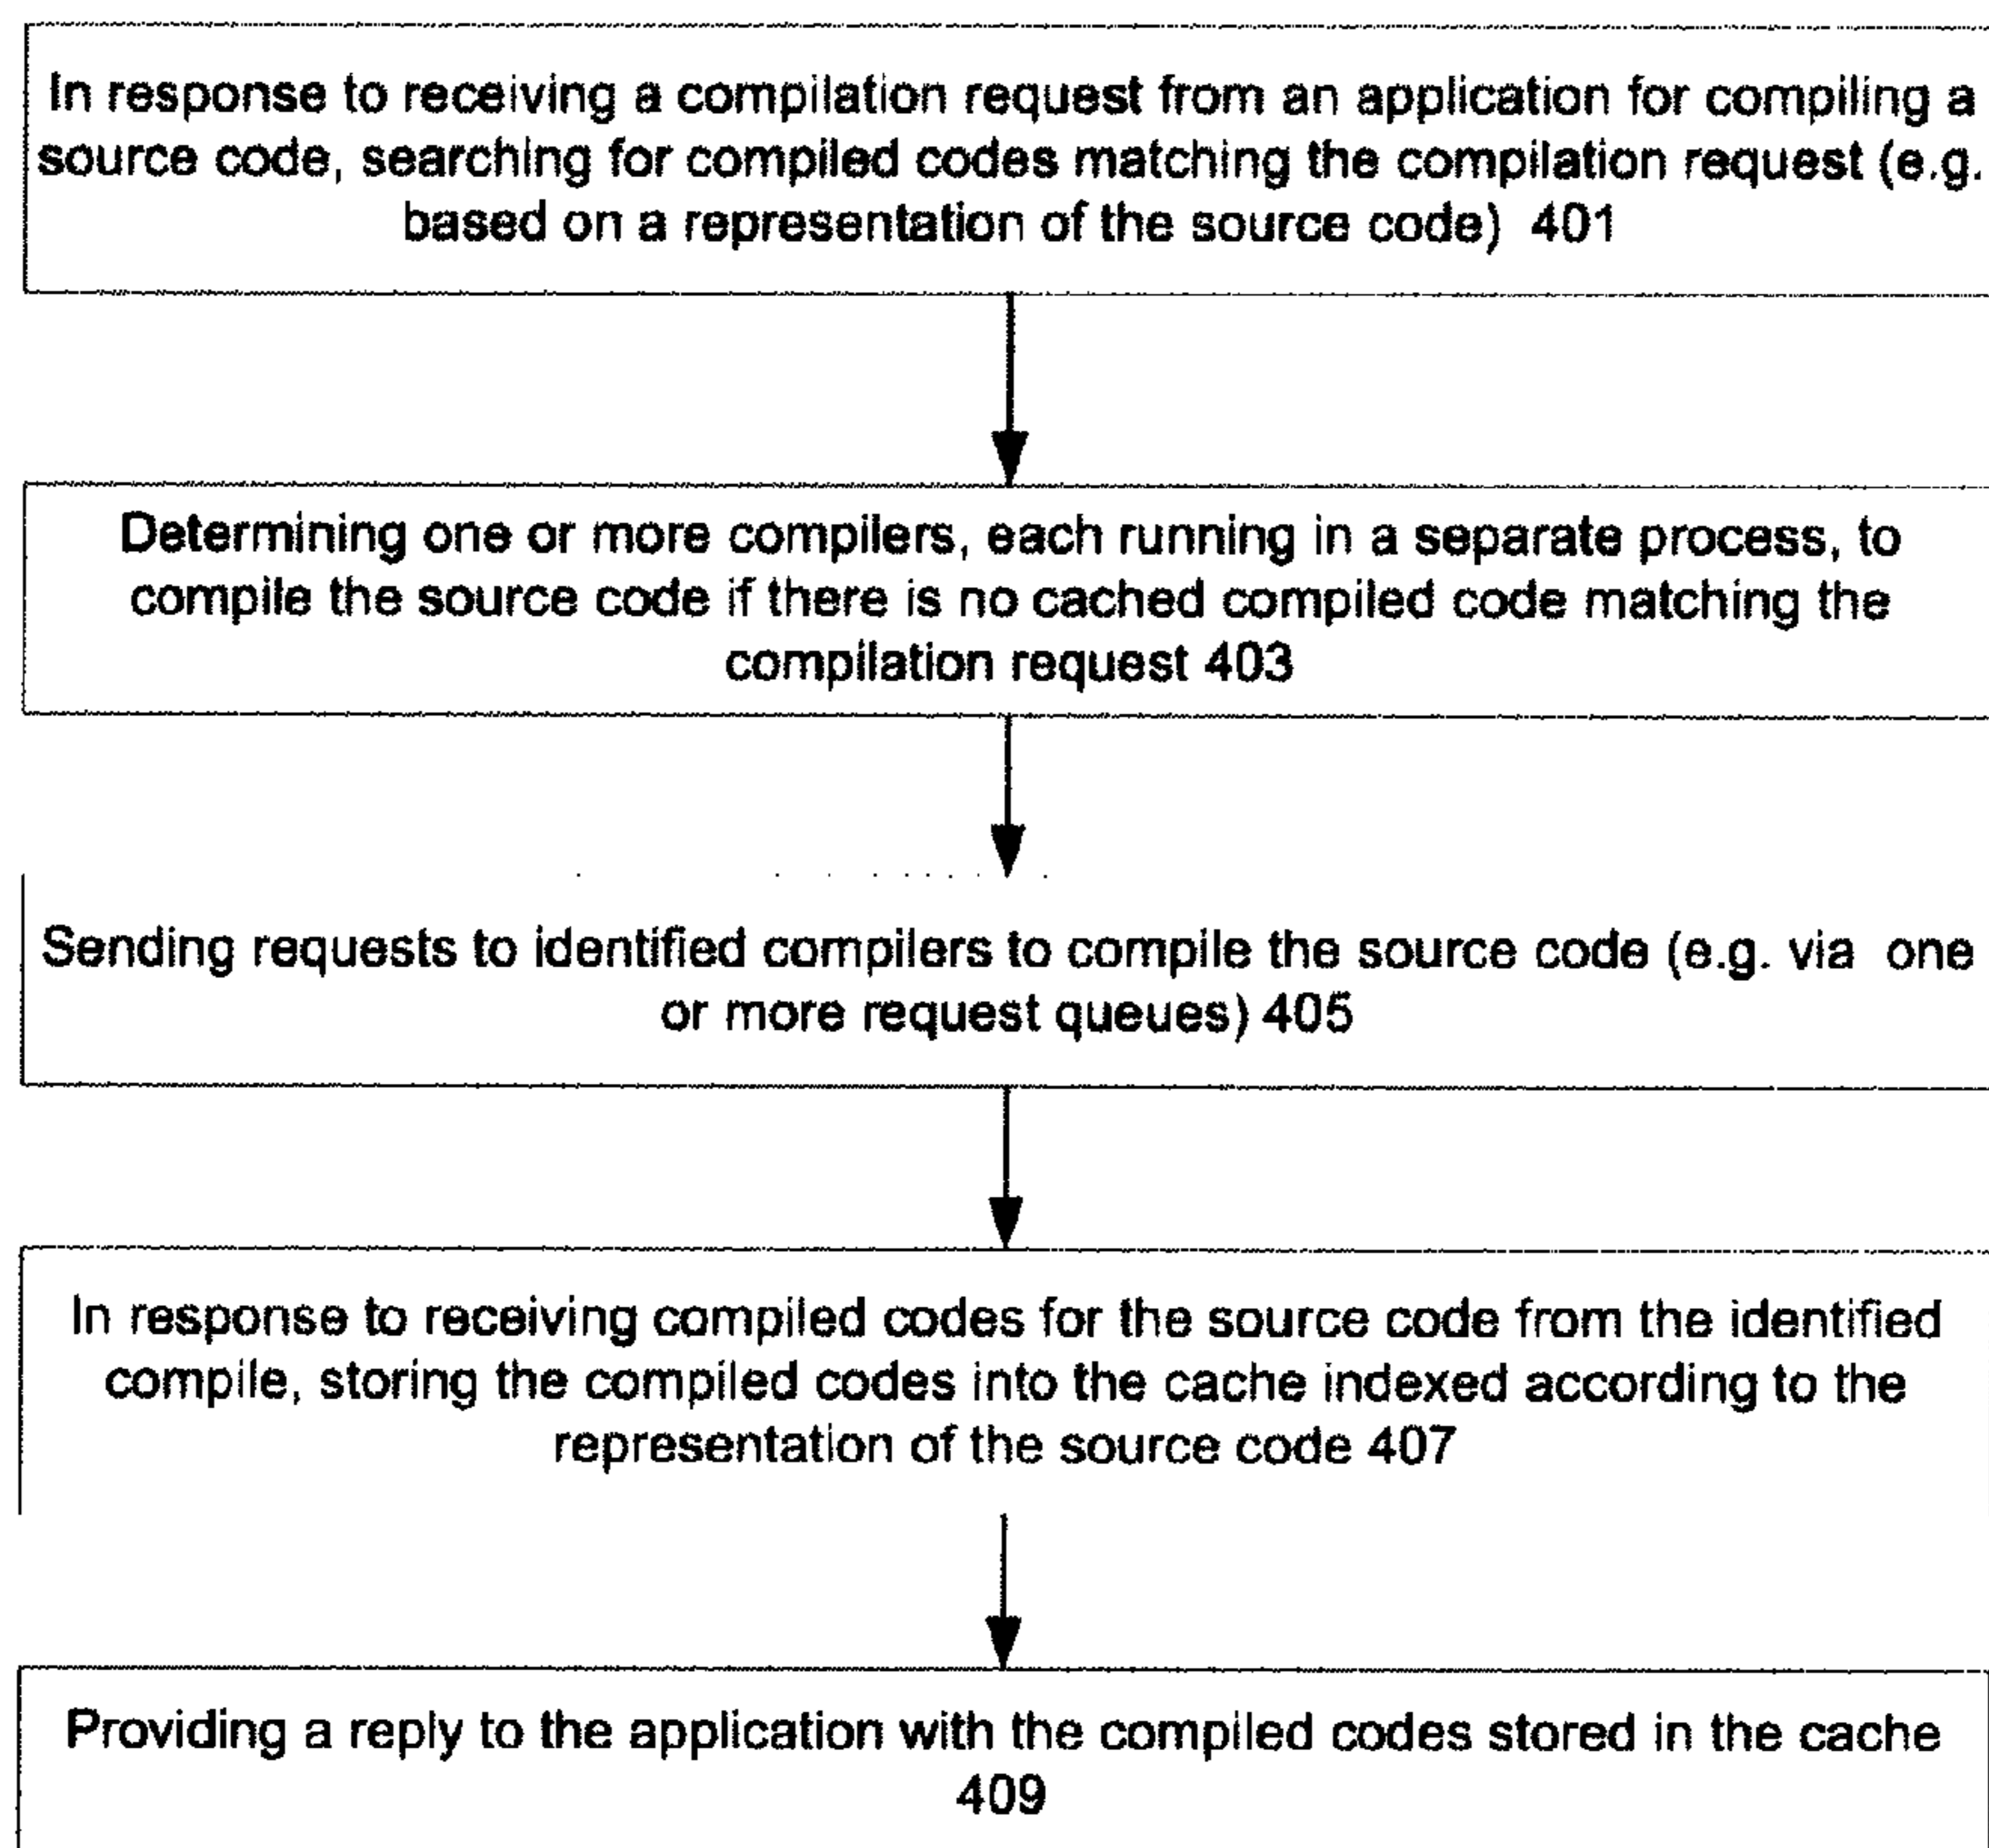 In response to receiving a compilation request from an application for compiling a
source code, searching for compiled codes matching the compilation request (e.g.
based on a representation of the source code) 401
Determining one or more compilers, each running in a separate process, to
compile the source code if there is no cached compiled code matching the
compilation request 403
Sending requests to identified compilers to compile the source code (e.g. via one
or more request queues) 405
In response to receiving compiled codes for the source code from the identified
compile, storing the compiled codes into the cache indexed according to the
representation of the source code 407
Providing a reply to the application with the compiled codes stored in the cache
409